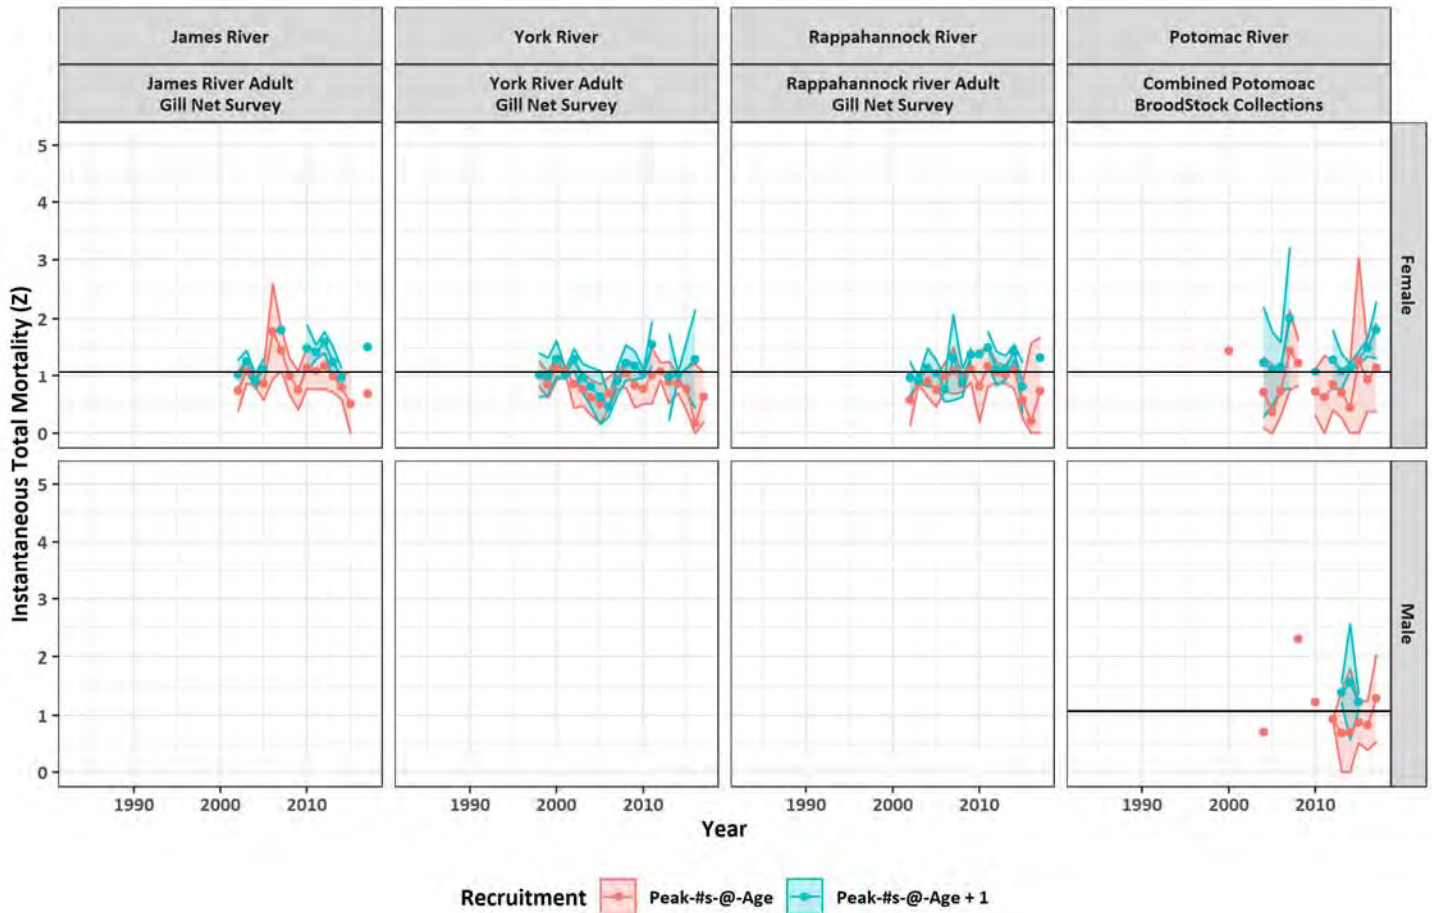 James River
York River
Rappahannock River
Potomac River
James River Adult
Gill Net Survey
York River Adult
Gill Net Survey
Rappahannock river Adult
Gill Net Survey
Combined Potomoac
BroodStock Collections
Instantaneous Total Mortality (Z)
5
4
3
2
1
0
Female
5
4
3
2
1
0
Male
1990 2000 2010
1990 2000 2010
1990 2000 2010
1990 2000 2010
Year
Recruitment Peak-#s-@-Age Peak-#s-@-Age + 1